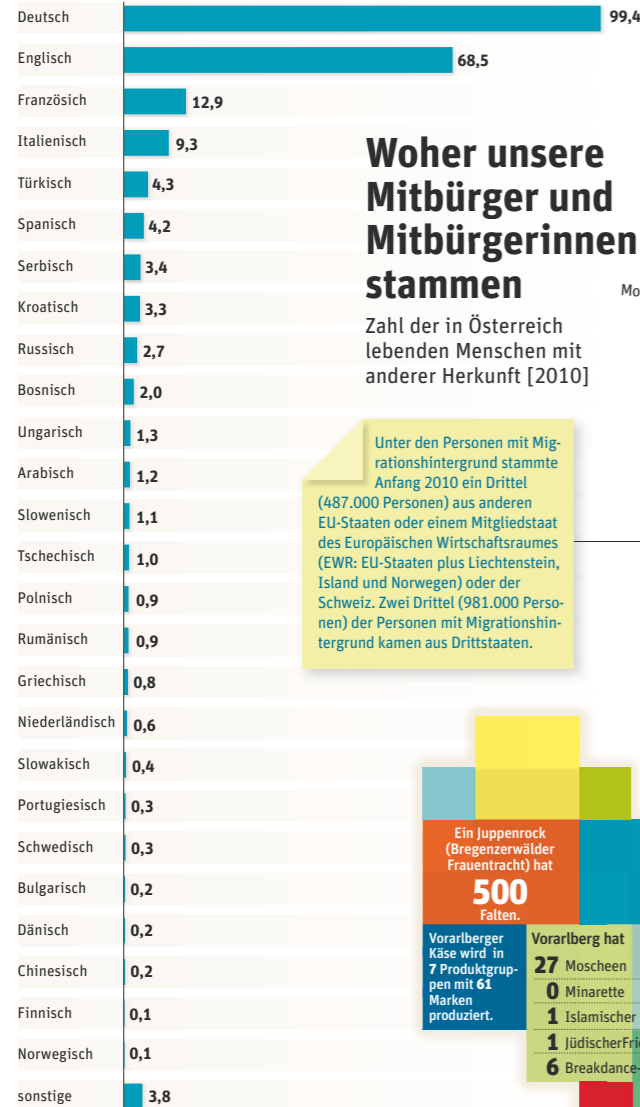 Deutsch 99,4
Englisch 68,5
Französich 12,9
Italienisch 9,3
Türkisch 4,3
Spanisch 4,2
Serbisch 3,4
Kroatisch 3,3
Russisch 2,7
Bosnisch 2,0
Ungarisch 1,3
Arabisch 1,2
Slowenisch 1,1
Tschechisch 1,0
Polnisch 0,9
Rumänisch 0,9
Griechisch 0,8
Niederländisch 0,6
Slowakisch 0,4
Portugiesisch 0,3
Schwedisch 0,3
Bulgarisch 0,2
Dänisch 0,2
Chinesisch 0,2
Finnisch 0,1
Norwegisch 0,1
sonstige 3,8
Woher unsere
Mitbürger und
Mitbürgerinnen
stammen
Mo
Zahl der in Österreich
lebenden Menschen mit
anderer Herkunft [2010]
Unter den Personen mit Mig-
rationshintergrund stammte
Anfang 2010 ein Drittel
(487.000 Personen) aus anderen
EU-Staaten oder einem Mitgliedstaat
des Europäischen Wirtschaftsraumes
(EWR: EU-Staaten plus Liechtenstein,
Island und Norwegen) oder der
Schweiz. Zwei Drittel (981.000 Perso-
nen) der Personen mit Migrationshin-
tergrund kamen aus Drittstaaten.
Ein Juppenrock
(Bregenzerwälder
Frauentracht) hat
500
Falten.
Vorarlberger
Käse wird in
7 Produktgrup-
pen mit 61
Marken
produziert.
Vorarlberg hat
27 Moscheen
0 Minarette
1 Islamischer
1 JüdischerFrie
6 Breakdance-